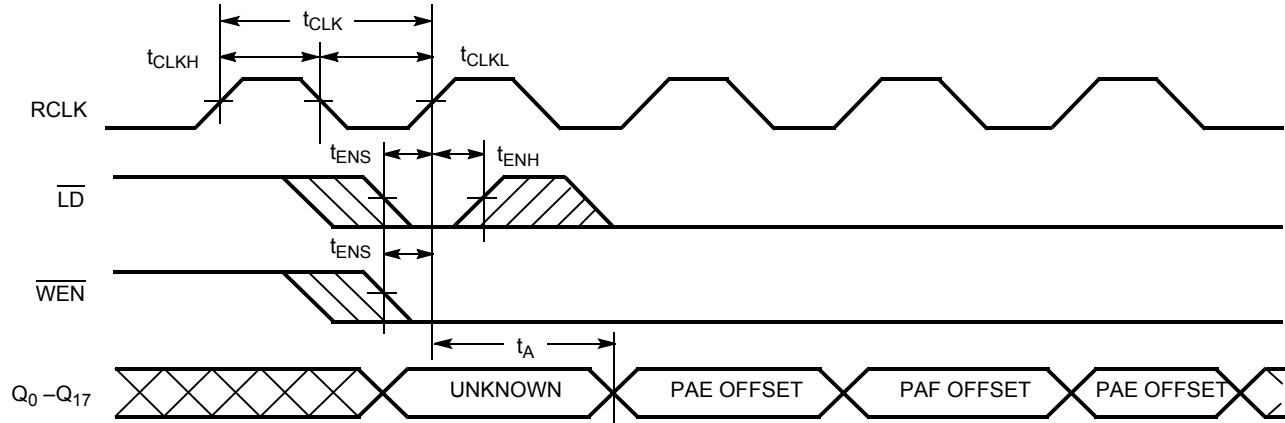 tCLK
tCLKH
tCLKL
RCLK
tENS
tENH
LD
tENS
WEN
tA
Q0 –Q17
UNKNOWN
PAE OFFSET
PAF OFFSET
PAE OFFSET